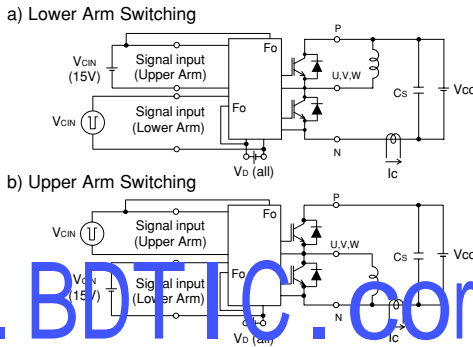 a) Lower Arm Switching
P
Fo
VCIN
(15V)
Signal input
(Upper Arm)
U,V,W
CS
VCC
Fo
Signal input
(Lower Arm)
VCIN
N
VD (all)
IC
b) Upper Arm Switching
P
Fo
VCIN
Signal input
(Upper Arm)
U,V,W
CS
VCC
Fo
VCIN
(15V)
Signal input
(Lower Arm)
N
VD (all)
IC
.BDTIC.com